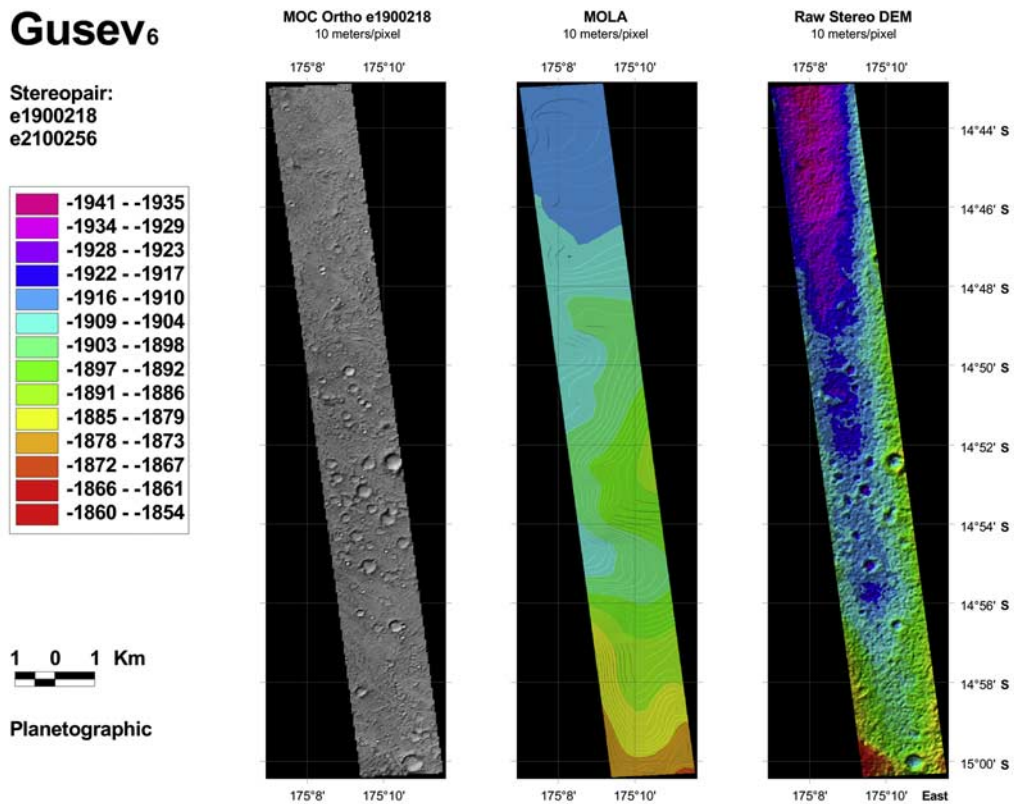 Gusev6
Stereopair:
e1900218
e2100256
-1941 - -1935
-1934 - -1929
-1928 - -1923
-1922 - -1917
-1916 - -1910
-1909 - -1904
-1903 - -1898
-1897 - -1892
-1891 - -1886
-1885 - -1879
-1878 - -1873
-1872 - -1867
-1866 - -1861
-1860 - -1854
1 0 1 Km
Planetographic
MOC Ortho e1900218
10 meters/pixel
175°8' 175°10'
175°8' 175°10'
MOLA
10 meters/pixel
175°8' 175°10'
175°8' 175°10'
Raw Stereo DEM
10 meters/pixel
175°8' 175°10'
14°44' S
14°46' S
14°48' S
14°50' S
14°52' S
14°54' S
14°56' S
14°58' S
15°00' S
175°8' 175°10' East